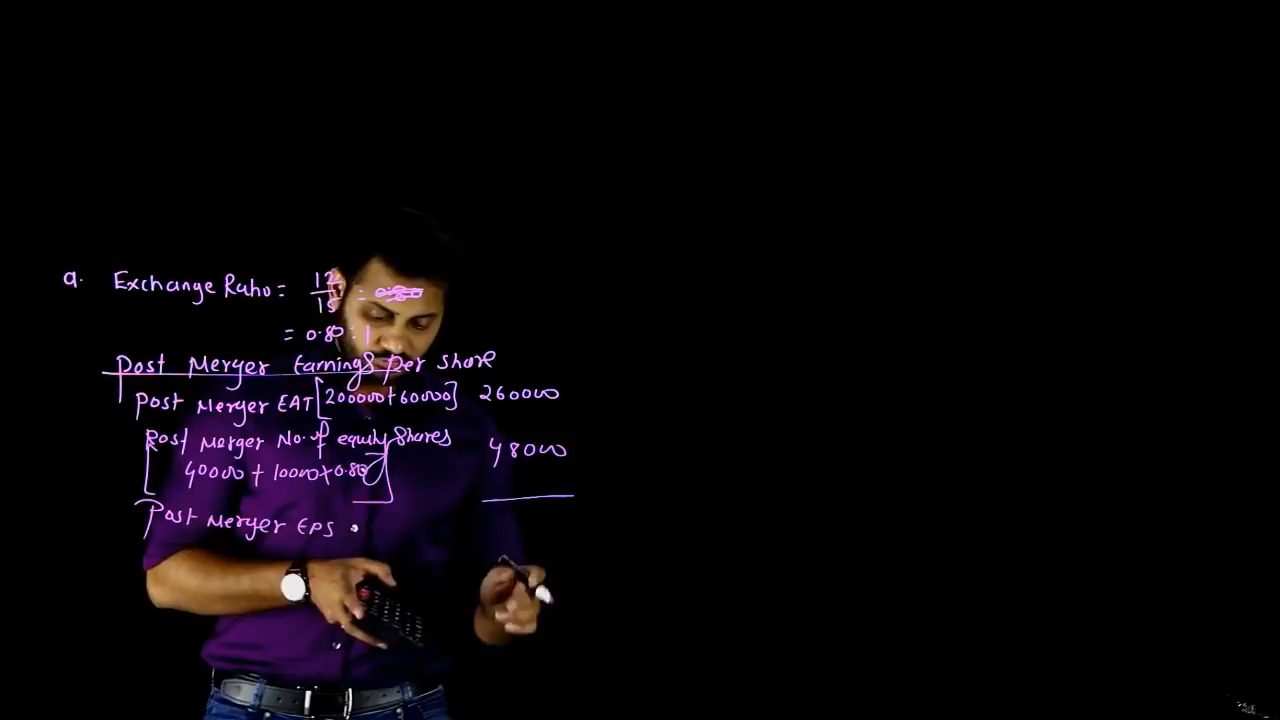 a. Exchange Ratio = 12/15 =
= 0.80 : 1
Post Merger Earnings per share
Post Merger EAT [200000+60000] 260000
Post Merger No. of equity Shares 48000
[40000 + 10000 x 0.80]
Post Merger EPS